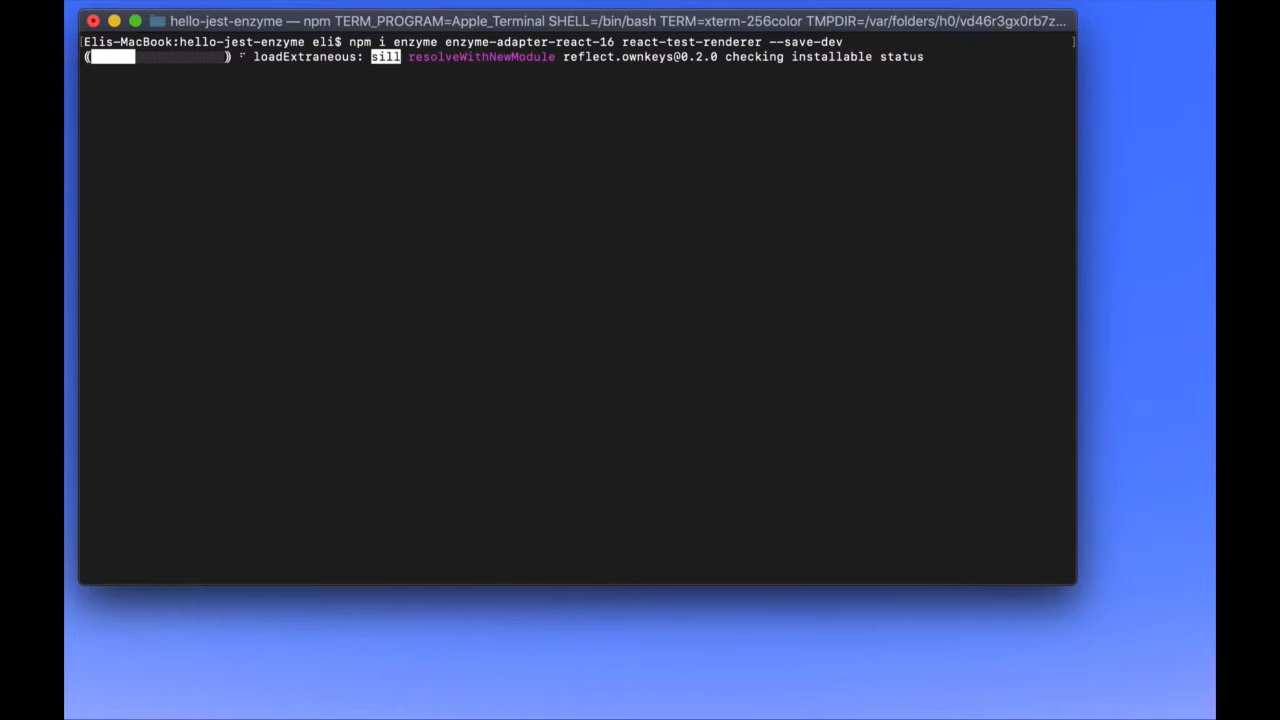 hello-jest-enzyme — npm TERM_PROGRAM=Apple_Terminal SHELL=/bin/bash TERM=xterm-256color TMPDIR=/var/folders/h0/vd46r3gx0rb7z...
[Elis-MacBook:hello-jest-enzyme eli$ npm i enzyme enzyme-adapter-react-16 react-test-renderer --save-dev ]
loadExtraneous: sill resolveWithNewModule reflect.ownkeys@0.2.0 checking installable status